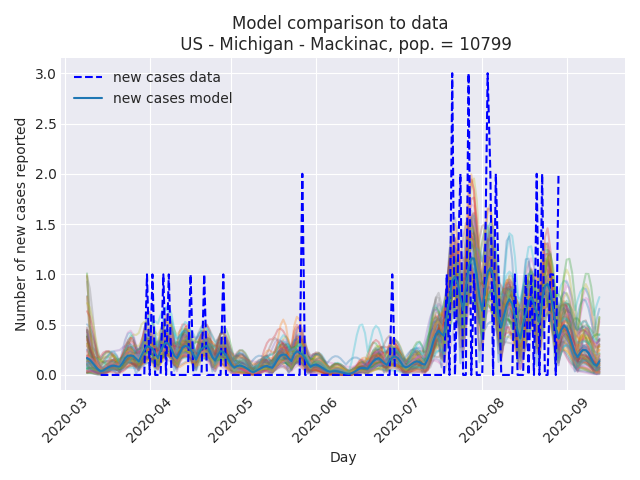 Model comparison to data
US - Michigan - Mackinac, pop. = 10799
new cases data
new cases model
Number of new cases reported
3.0
2.5
2.0
1.5
1.0
0.5
0.0
2020-03
2020-04
2020-05
2020-06
2020-07
2020-08
2020-09
Day